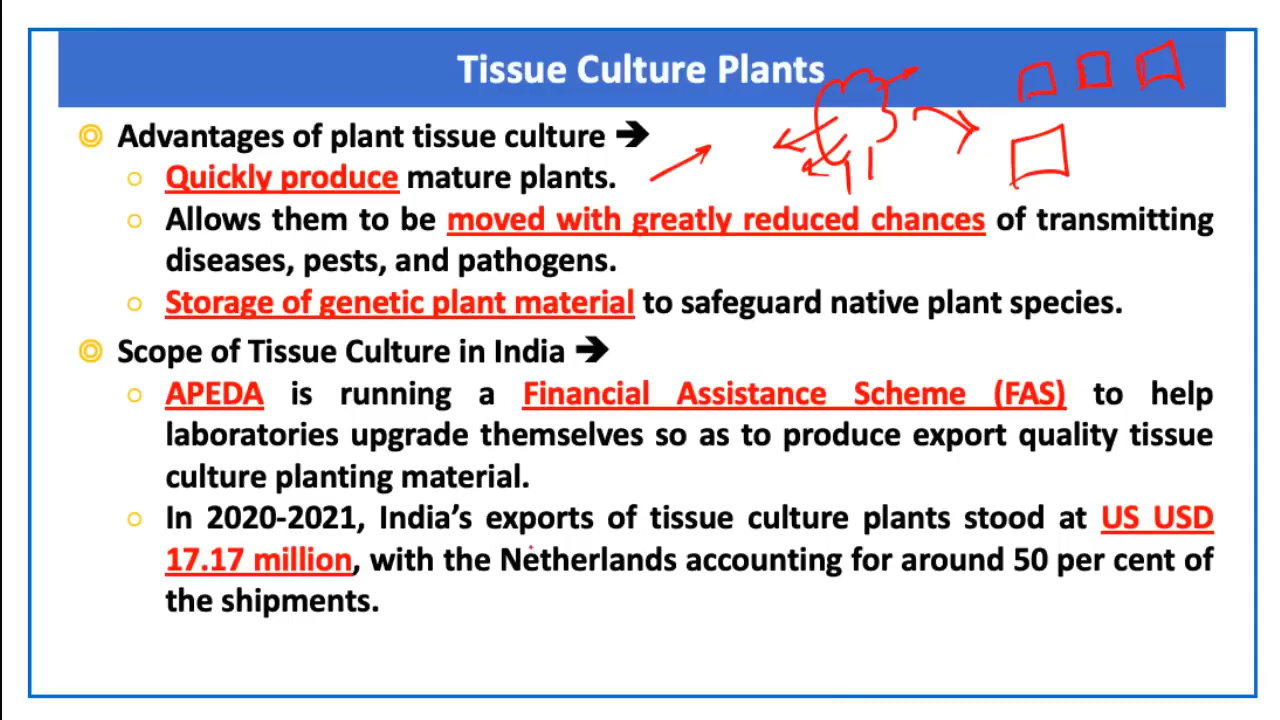 Tissue Culture Plants
Advantages of plant tissue culture →
Quickly produce mature plants.
Allows them to be moved with greatly reduced chances of transmitting
diseases, pests, and pathogens.
Storage of genetic plant material to safeguard native plant species.
Scope of Tissue Culture in India →
APEDA is running a Financial Assistance Scheme (FAS) to help
laboratories upgrade themselves so as to produce export quality tissue
culture planting material.
In 2020-2021, India's exports of tissue culture plants stood at US USD
17.17 million, with the Netherlands accounting for around 50 per cent of
the shipments.